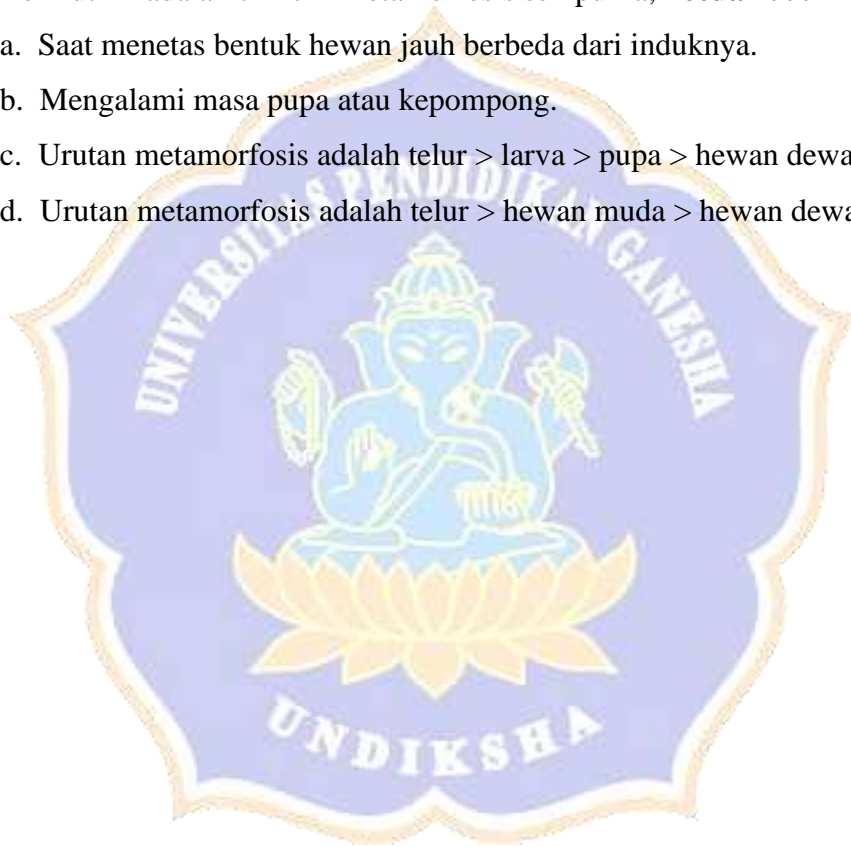 a. Saat menetas bentuk hewan jauh berbeda dari induknya.
b. Mengalami masa pupa atau kepompong.
c. Urutan metamorfosis adalah telur > larva > pupa > hewan dewa
d. Urutan metamorfosis adalah telur > hewan muda > hewan dewa
UNIVERSITAS PENDIDIKAN GANESHA
UNDIKSHA